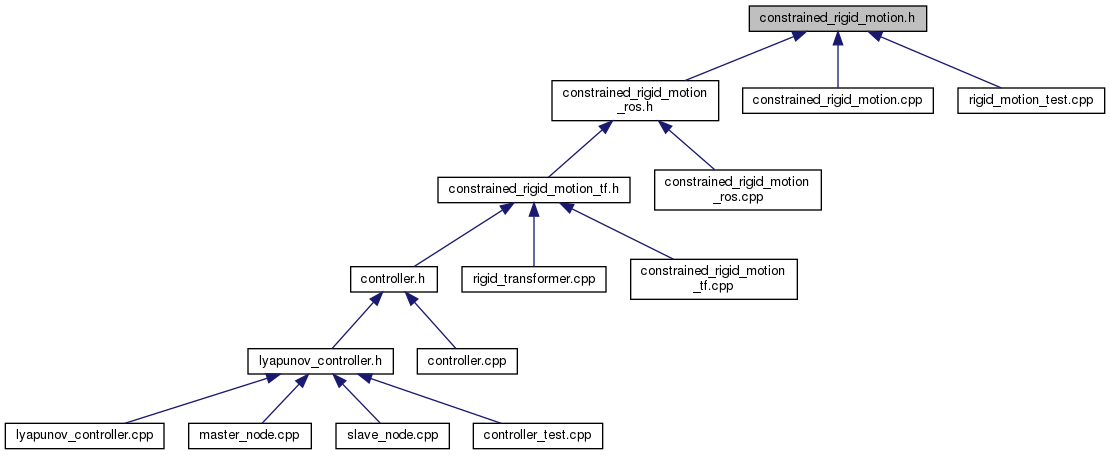 constrained_rigid_motion.h
constrained_rigid_motion
_ros.h
constrained_rigid_motion.cpp
rigid_motion_test.cpp
constrained_rigid_motion_tf.h
constrained_rigid_motion
_ros.cpp
controller.h
rigid_transformer.cpp
constrained_rigid_motion
_tf.cpp
lyapunov_controller.h
controller.cpp
lyapunov_controller.cpp
master_node.cpp
slave_node.cpp
controller_test.cpp